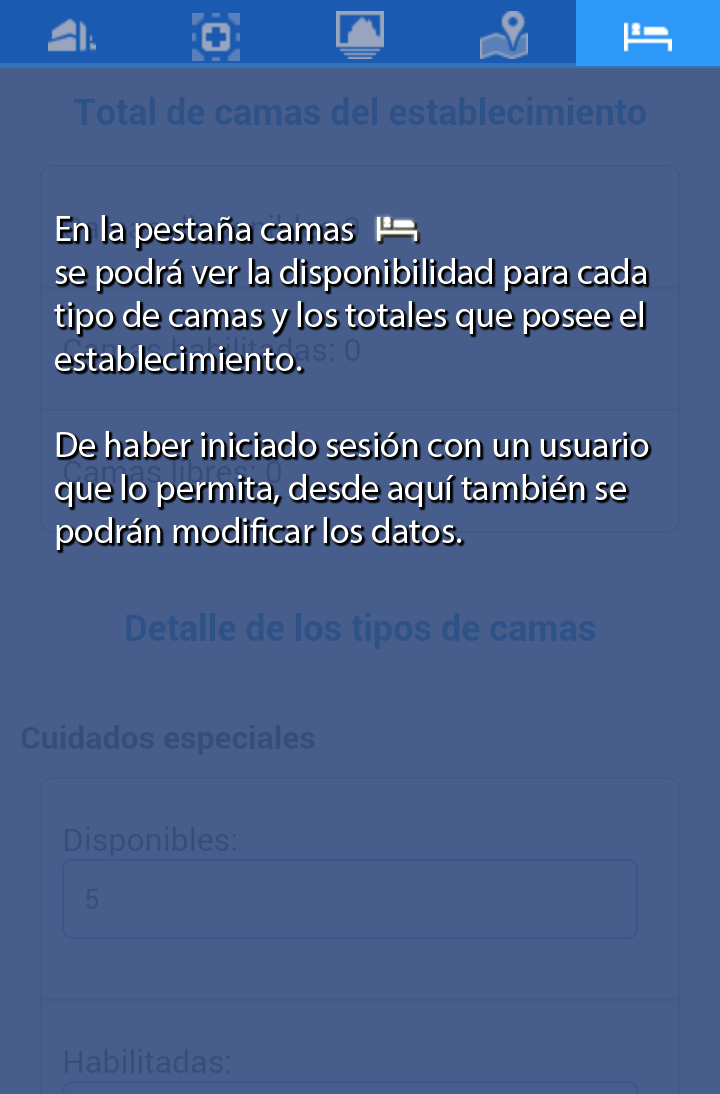 Total de camas del establecimiento
En la pestaña camas
se podrá ver la disponibilidad para cada
tipo de camas y los totales que posee el
establecimiento.
Camas habilitadas: 0
De haber iniciado sesión con un usuario
Camas libres: 0
que lo permita, desde aquí también se
podrán modificar los datos.
Detalle de los tipos de camas
Cuidados especiales
Disponibles:
5
Habilitadas: